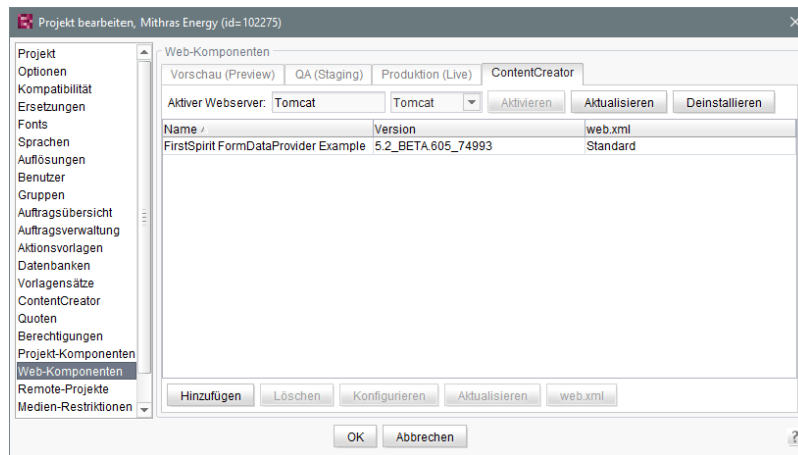 Projekt bearbeiten, Mithras Energy (id=102275)
Projekt
Optionen
Kompatibilität
Ersetzungen
Fonts
Sprachen
Auflösungen
Benutzer
Gruppen
Auftragsübersicht
Auftragsverwaltung
Aktionsvorlagen
Datenbanken
Vorlagensätze
ContentCreator
Quoten
Berechtigungen
Projekt-Komponenten
Web-Komponenten
Remote-Projekte
Medien-Restriktionen
Web-Komponenten
Vorschau (Preview) QA (Staging) Produktion (Live) ContentCreator
Aktiver Webserver: Tomcat Tomcat Aktivieren Aktualisieren Deinstallieren
Name Version web.xml
FirstSpirit FormDataProvider Example 5.2_BETA.605_74993 Standard
Hinzufügen Löschen Konfigurieren Aktualisieren web.xml
OK Abbrechen ?